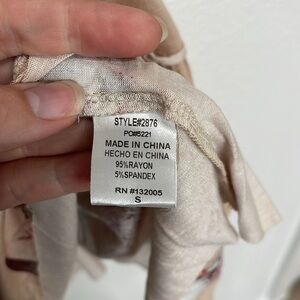 STYLE#2876
PO#5221
MADE IN CHINA
HECHO EN CHINA
95%RAYON
5%SPANDEX
RN #132005
S